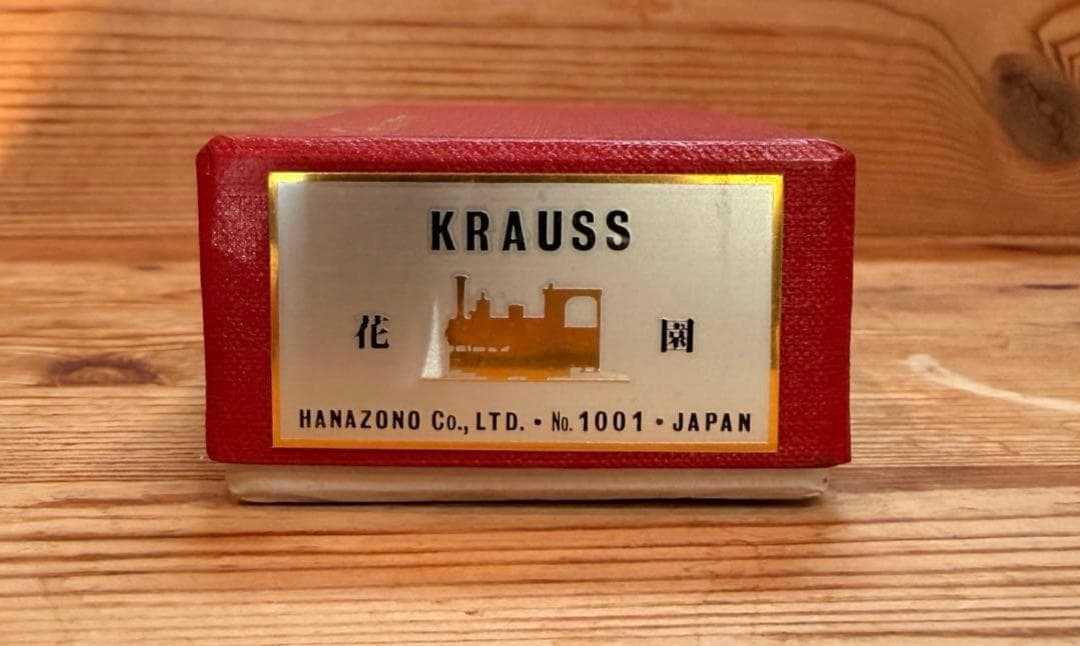 KRAUSS
花 園
HANAZONO Co., LTD. • No. 1001 • JAPAN